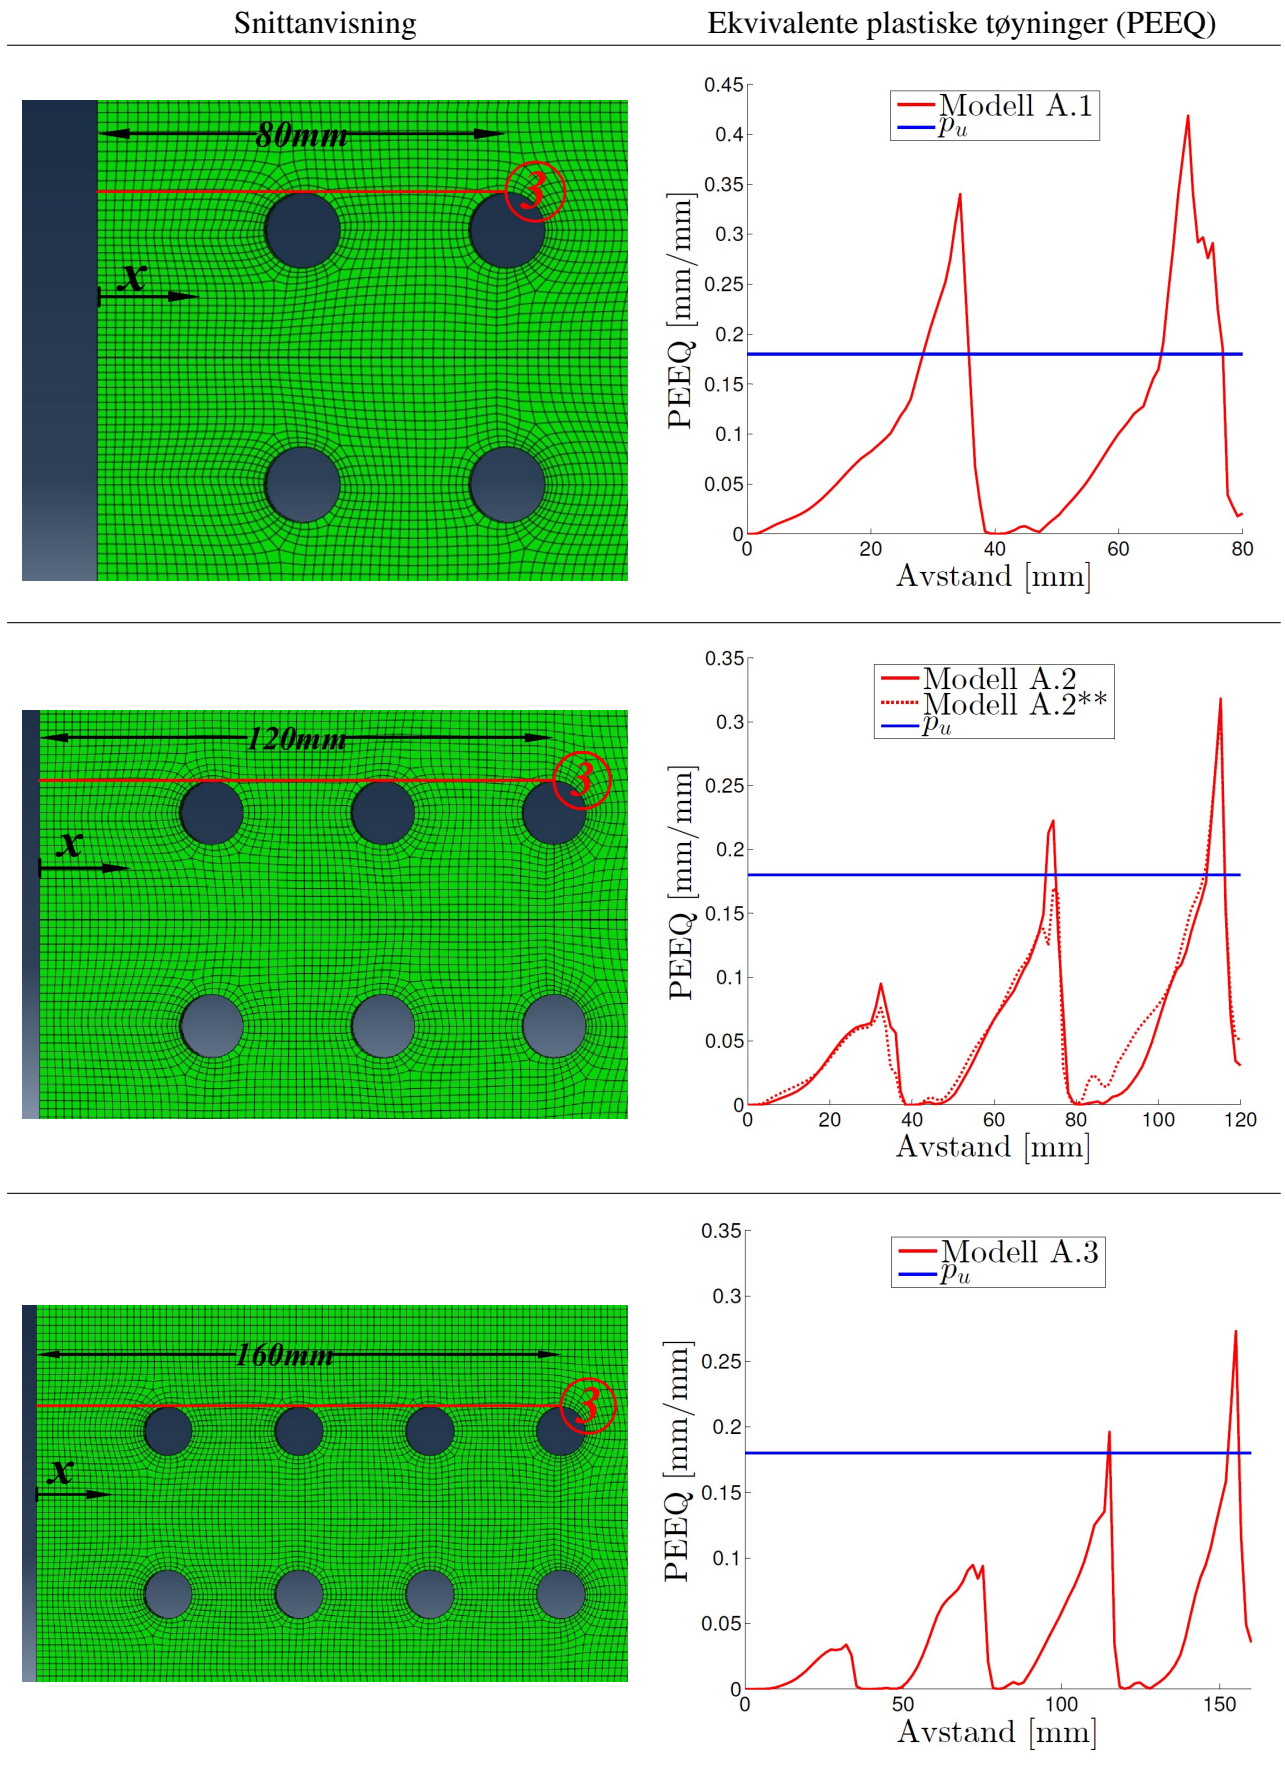 Snittanvisning
Ekvivalente plastiske tøyninger (PEEQ)
80mm
3
x
PEEQ [mm/mm]
0.45
0.4
0.35
0.3
0.25
0.2
0.15
0.1
0.05
0
0 20 40 60 80
Avstand [mm]
Modell A.1
pu
120mm
3
x
PEEQ [mm/mm]
0.35
0.3
0.25
0.2
0.15
0.1
0.05
0
0 20 40 60 80 100 120
Avstand [mm]
Modell A.2
Modell A.2**
pu
160mm
3
x
PEEQ [mm/mm]
0.35
0.3
0.25
0.2
0.15
0.1
0.05
0
0 50 100 150
Avstand [mm]
Modell A.3
pu